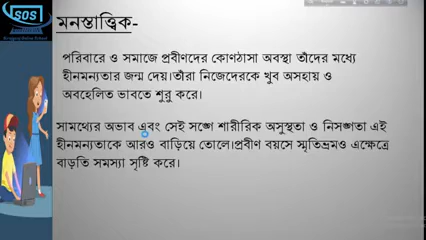 SOS
মনস্তাত্ত্বিক-
পরিবারে ও সমাজে প্রবীণদের কোণঠাসা অবস্থা তাঁদের মধ্যে
হীনমন্যতার জন্ম দেয়।তাঁরা নিজেদেরকে খুব অসহায় ও
অবহেলিত ভাবতে শুরু করে।
সামথ্যের অভাব এবং সেই সঙ্গে শারীরিক অসুস্থতা ও নিসঙ্গতা এই
হীনমন্যতাকে আরও বাড়িয়ে তোলে।প্রবীণ বয়সে স্মৃতিভ্রমও এক্ষেত্রে
বাড়তি সমস্যা সৃষ্টি করে।